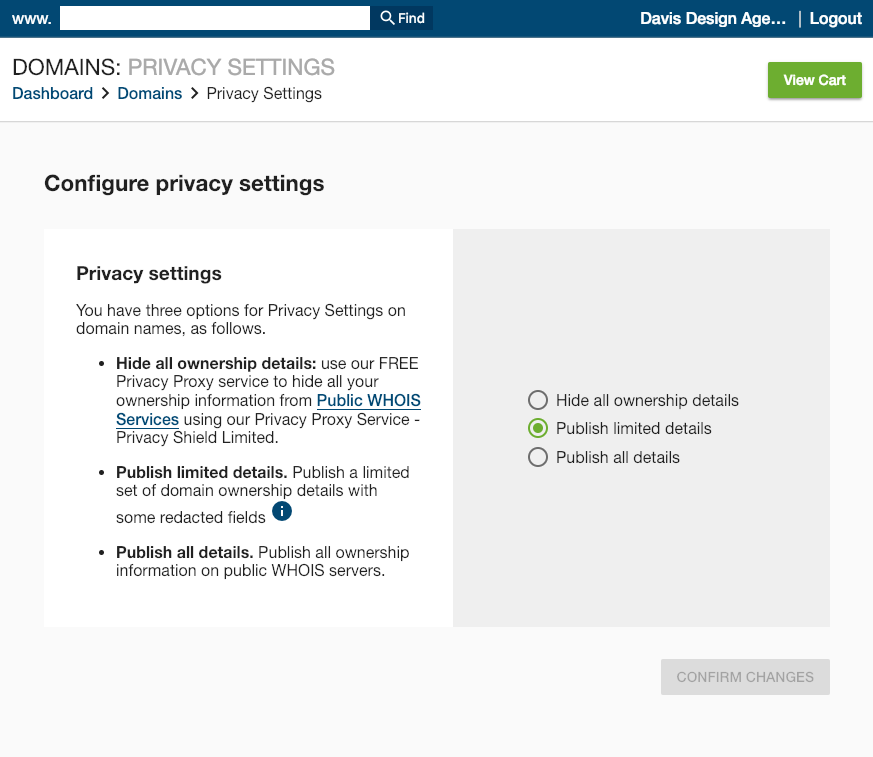 www.
Find
Davis Design Age... | Logout
DOMAINS: PRIVACY SETTINGS
Dashboard > Domains > Privacy Settings
View Cart
Configure privacy settings
Privacy settings
You have three options for Privacy Settings on
domain names, as follows.
• Hide all ownership details: use our FREE
Privacy Proxy service to hide all your
ownership information from Public WHOIS
Services using our Privacy Proxy Service -
Privacy Shield Limited.
• Publish limited details. Publish a limited
set of domain ownership details with
some redacted fields i
• Publish all details. Publish all ownership
information on public WHOIS servers.
Hide all ownership details
Publish limited details
Publish all details
CONFIRM CHANGES